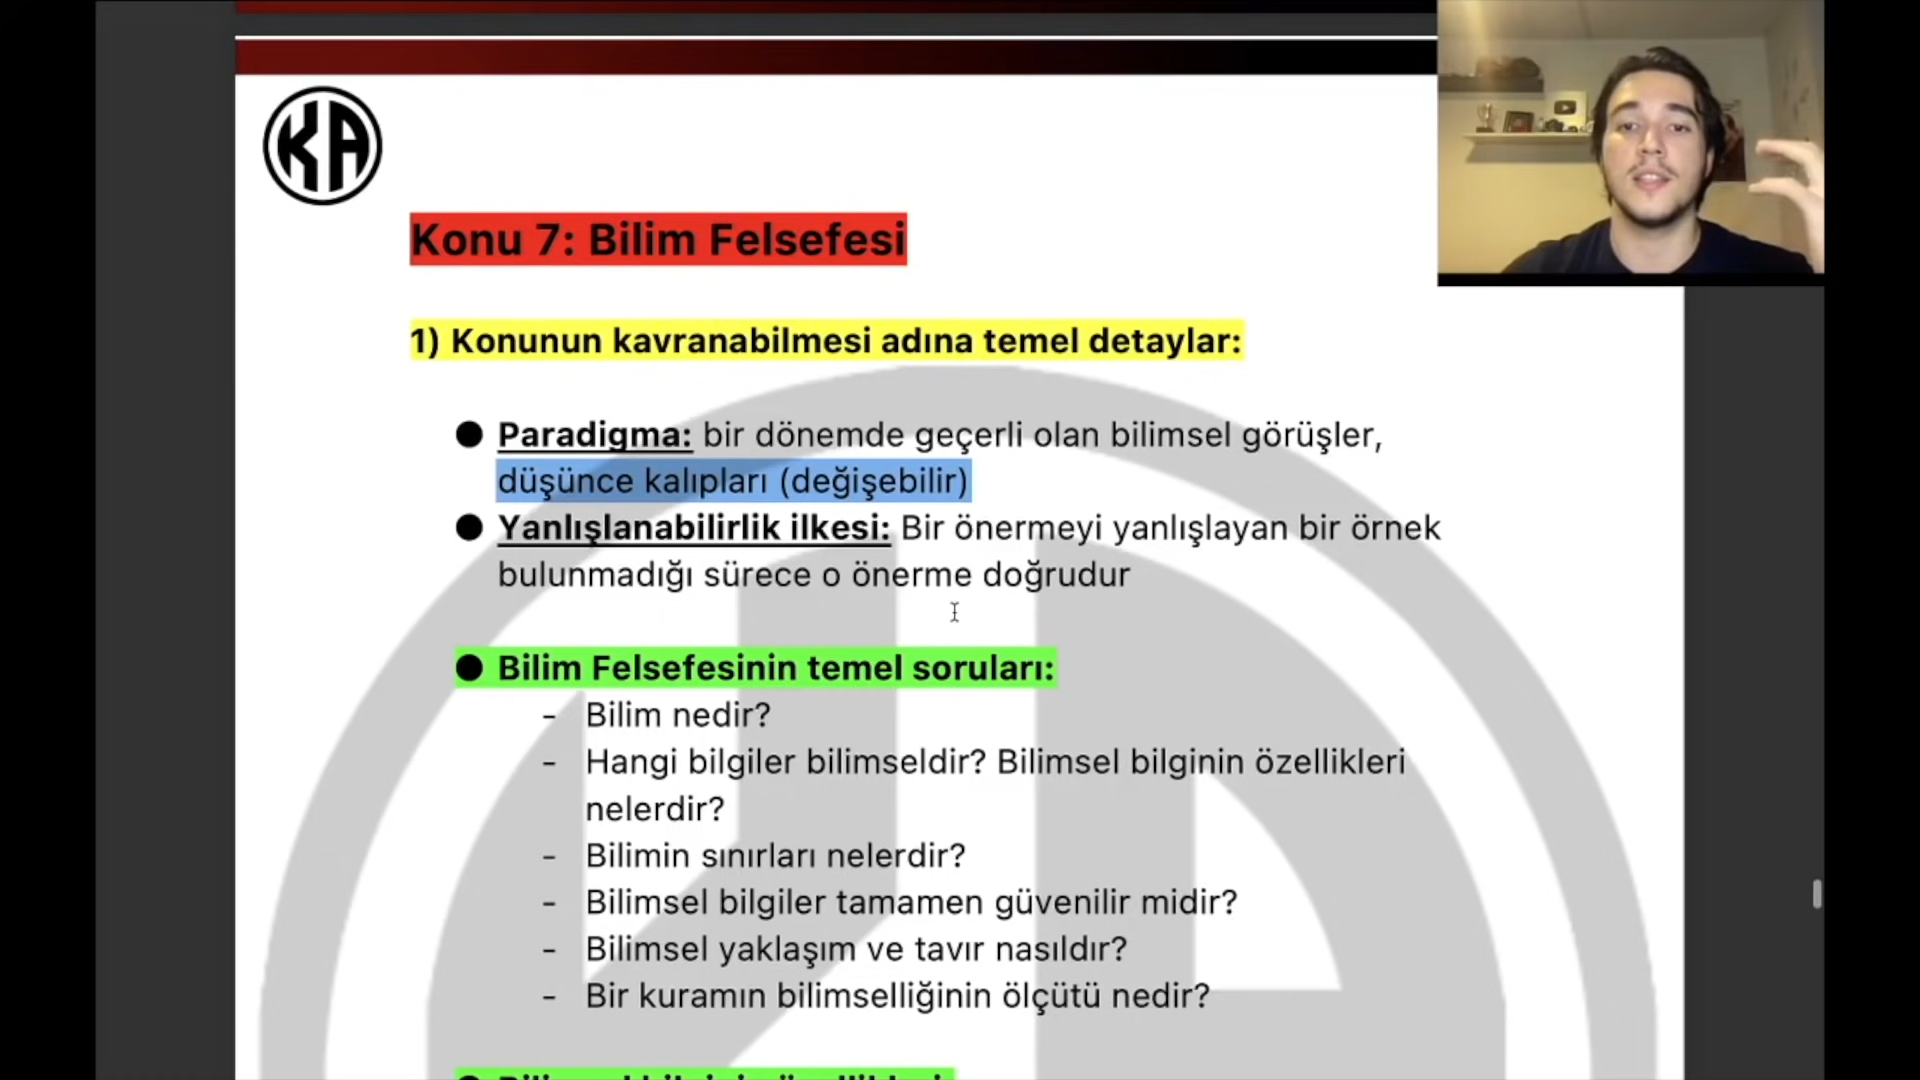 KA
Konu 7: Bilim Felsefesi
1) Konunun kavranabilmesi adına temel detaylar:
● Paradigma: bir dönemde geçerli olan bilimsel görüşler,
düşünce kalıpları (değişebilir)
● Yanlışlanabilirlik ilkesi: Bir önermeyi yanlışlayan bir örnek
bulunmadığı sürece o önerme doğrudur
● Bilim Felsefesinin temel soruları:
- Bilim nedir?
- Hangi bilgiler bilimseldir? Bilimsel bilginin özellikleri
nelerdir?
- Bilimin sınırları nelerdir?
- Bilimsel bilgiler tamamen güvenilir midir?
- Bilimsel yaklaşım ve tavır nasıldır?
- Bir kuramın bilimselliğinin ölçütü nedir?